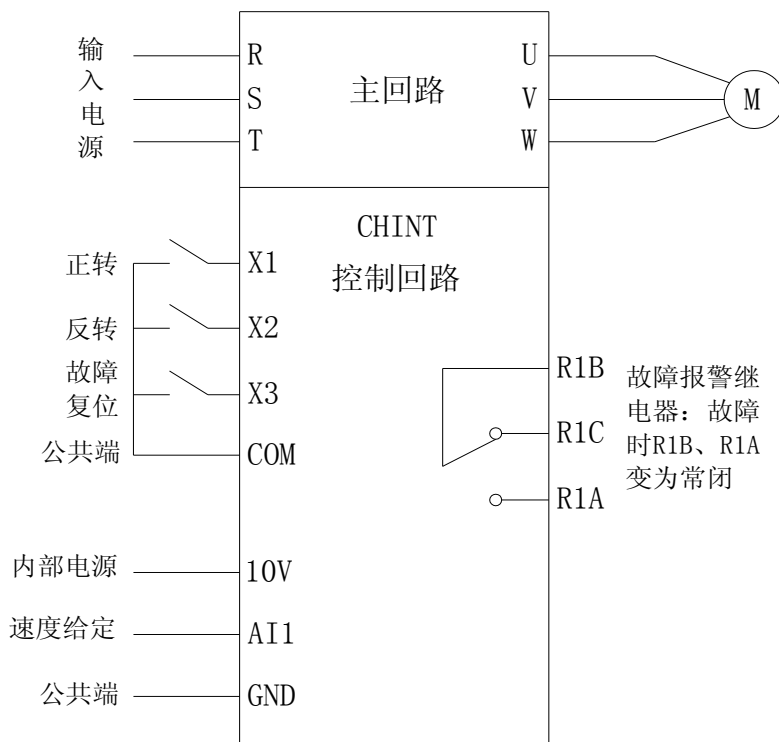 输入电源
R
S
T
主回路
U
V
W
M
CHINT
控制回路
正转
X1
反转
X2
故障
复位
X3
公共端
COM
R1B
R1C
R1A
故障报警继
电器：故障
时R1B、R1A
变为常闭
内部电源
10V
速度给定
AI1
公共端
GND